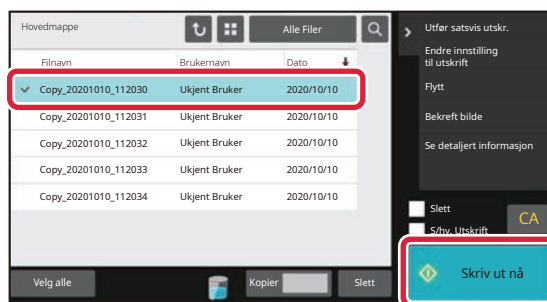 Hovedmappe
Alle Filer
Filnavn Brukernavn Dato
Copy_20201010_112030 Ukjent Bruker 2020/10/10
Copy_20201010_112031 Ukjent Bruker 2020/10/10
Copy_20201010_112032 Ukjent Bruker 2020/10/10
Copy_20201010_112033 Ukjent Bruker 2020/10/10
Copy_20201010_112034 Ukjent Bruker 2020/10/10
Velg alle
Kopier
Slett
Utfør satsvis utskr.
Endre innstilling
til utskrift
Flytt
Bekreft bilde
Se detaljert informasjon
Slett
S/hv. Utskrift
CA
Skriv ut nå